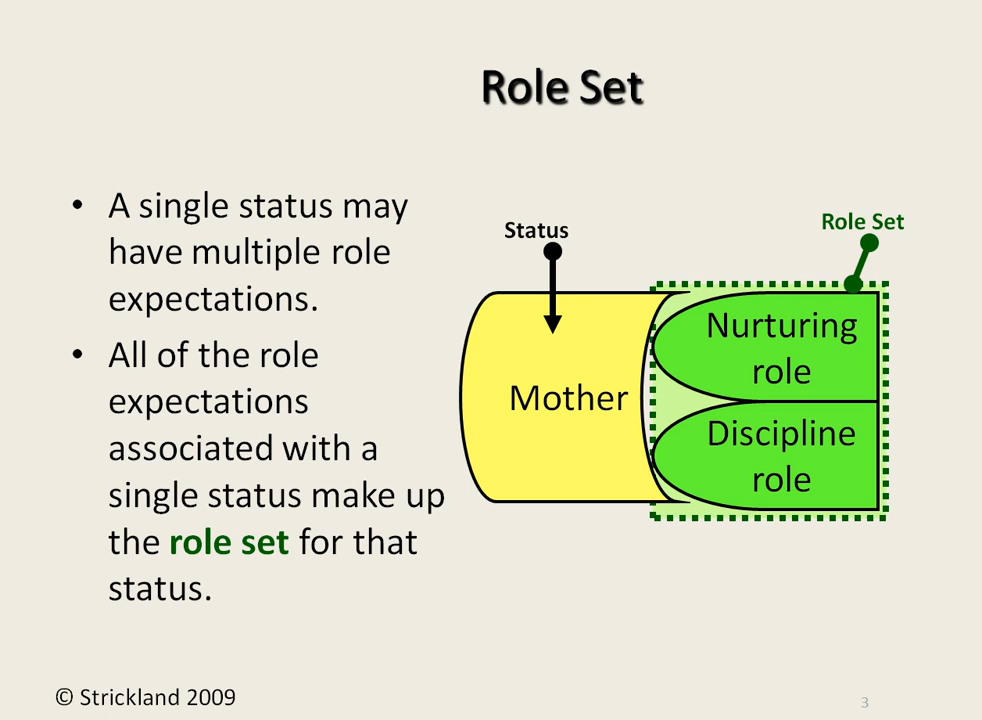 Role Set
• A single status may
have multiple role
expectations.
• All of the role
expectations
associated with a
single status make up
the role set for that
status.
Status
Role Set
Mother
Nurturing
role
Discipline
role
© Strickland 2009
3